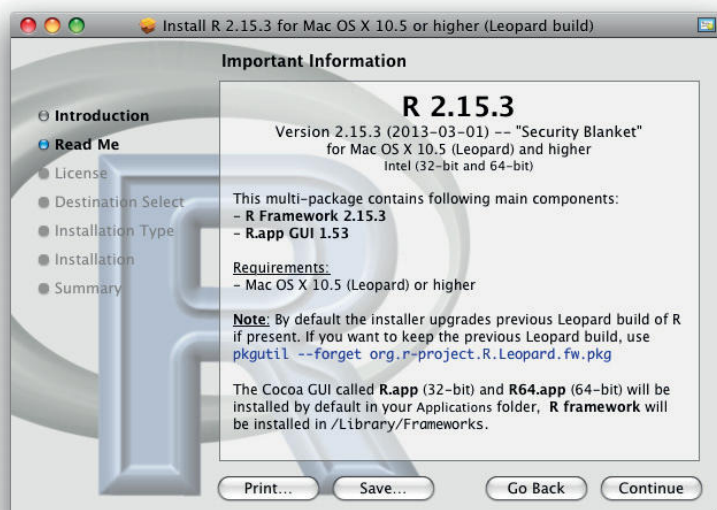 Install R 2.15.3 for Mac OS X 10.5 or higher (Leopard build)
Important Information
Introduction
Read Me
License
Destination Select
Installation Type
Installation
Summary
R 2.15.3
Version 2.15.3 (2013-03-01) -- "Security Blanket"
for Mac OS X 10.5 (Leopard) and higher
Intel (32-bit and 64-bit)
This multi-package contains following main components:
- R Framework 2.15.3
- R.app GUI 1.53
Requirements:
- Mac OS X 10.5 (Leopard) or higher
Note: By default the installer upgrades previous Leopard build of R
if present. If you want to keep the previous Leopard build, use
pkgutil --forget org.r-project.R.Leopard.fw.pkg
The Cocoa GUI called R.app (32-bit) and R64.app (64-bit) will be
installed by default in your Applications folder, R framework will
be installed in /Library/Frameworks.
Print...
Save...
Go Back
Continue
R